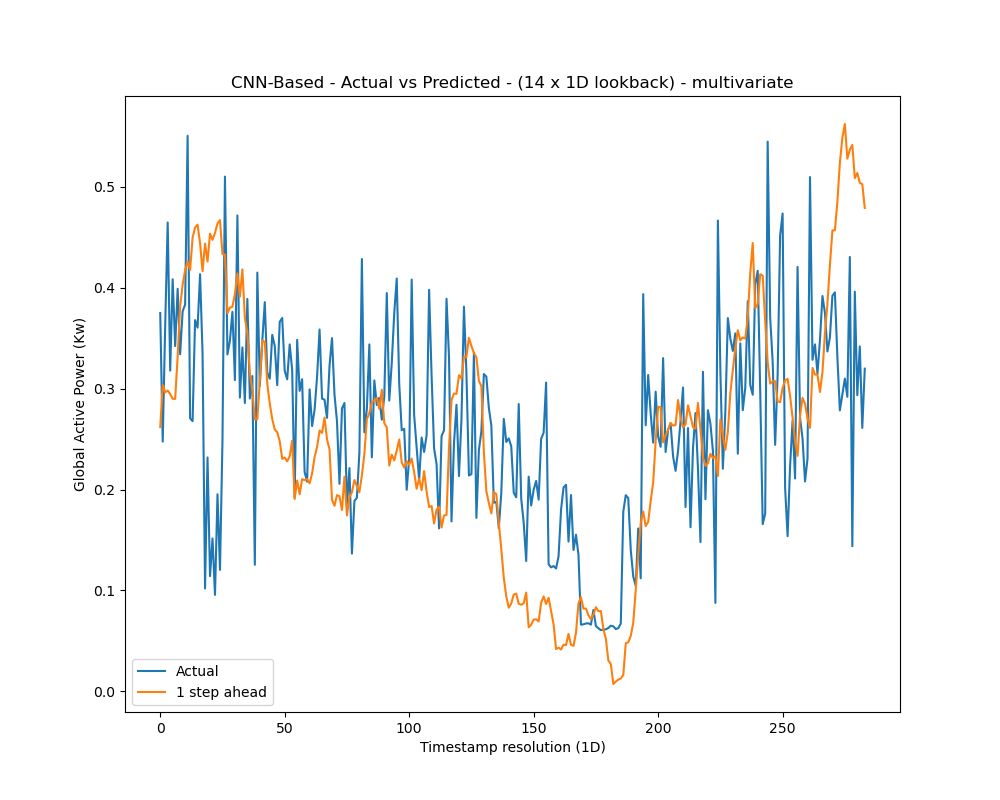 CNN-Based - Actual vs Predicted - (14 x 1D lookback) - multivariate
Global Active Power (Kw)
0.5
0.4
0.3
0.2
0.1
0.0
Actual
1 step ahead
0 50 100 150 200 250
Timestamp resolution (1D)